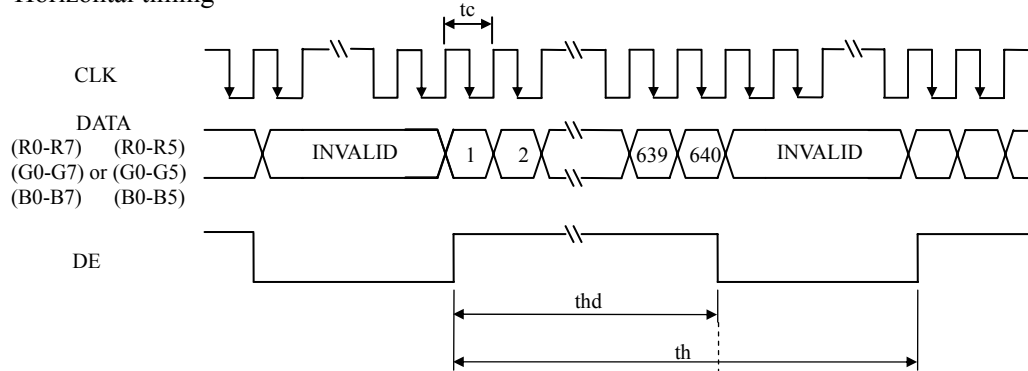 Horizontal timing
tc
CLK
DATA
(R0-R7) (R0-R5)
(G0-G7) or (G0-G5)
(B0-B7) (B0-B5)
INVALID 1 2 639 640 INVALID
DE
thd
th